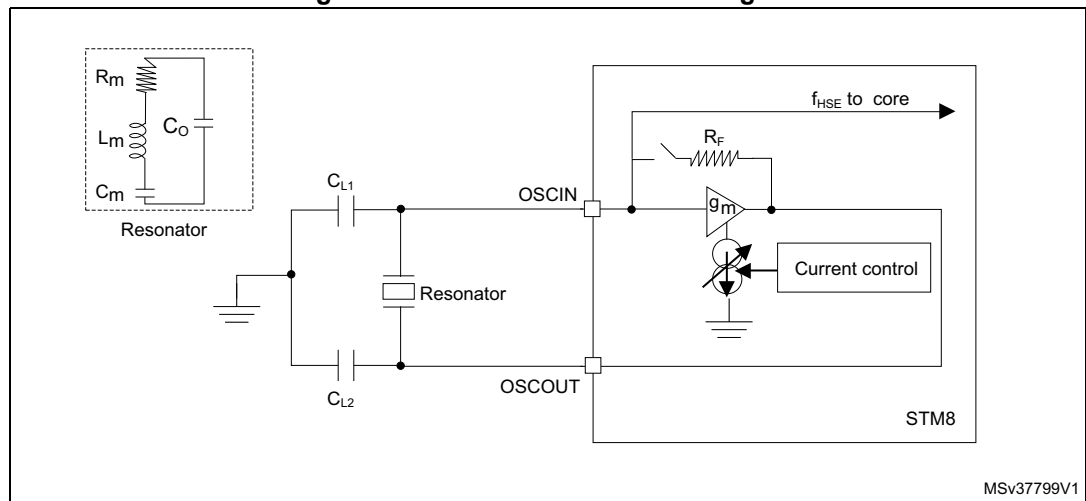 Rm
Lm
CO
Cm
Resonator
CL1
CL2
Resonator
OSCIN
OSCOUT
fHSE to core
RF
gm
Current control
STM8
MSv37799V1